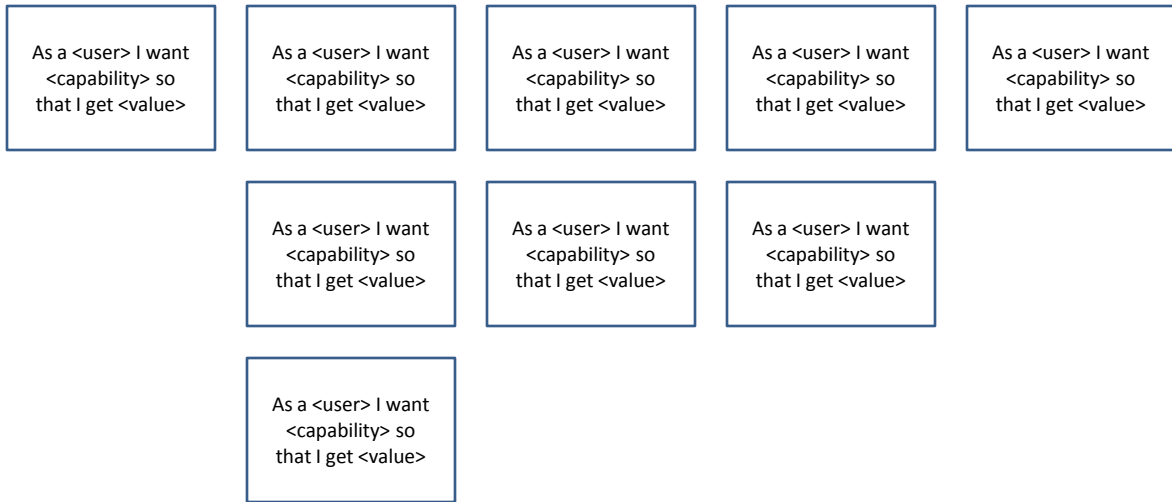 As a <user> I want
<capability> so
that I get <value>
As a <user> I want
<capability> so
that I get <value>
As a <user> I want
<capability> so
that I get <value>
As a <user> I want
<capability> so
that I get <value>
As a <user> I want
<capability> so
that I get <value>
As a <user> I want
<capability> so
that I get <value>
As a <user> I want
<capability> so
that I get <value>
As a <user> I want
<capability> so
that I get <value>
As a <user> I want
<capability> so
that I get <value>